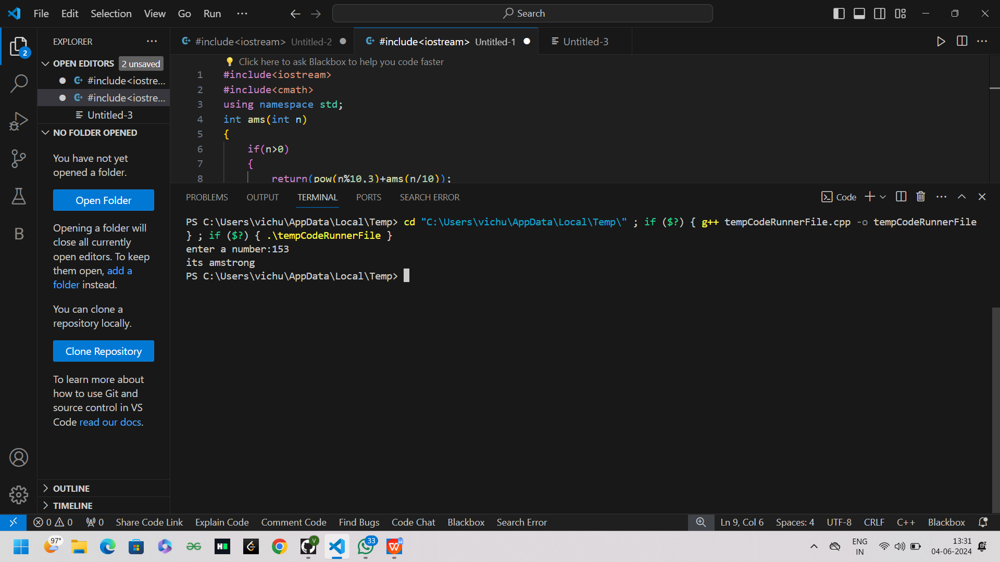 File Edit Selection View Go Run ··· Search
EXPLORER ···
#include<iostream> Untitled-2 #include<iostream> Untitled-1 Untitled-3
2
OPEN EDITORS 2 unsaved
#include<iostre...
#include<iostre...
Untitled-3
NO FOLDER OPENED
You have not yet
opened a folder.
Open Folder
Opening a folder will
close all currently
open editors. To keep
them open, add a
folder instead.
You can clone a
repository locally.
Clone Repository
To learn more about
how to use Git and
source control in VS
Code read our docs.
OUTLINE
TIMELINE
Click here to ask Blackbox to help you code faster
1 #include<iostream>
2 #include<cmath>
3 using namespace std;
4 int ams(int n)
5 {
6 if(n>0)
7 {
8 return(pow(n%10,3)+ams(n/10));
PROBLEMS OUTPUT TERMINAL PORTS SEARCH ERROR Code
PS C:\Users\vichu\AppData\Local\Temp> cd "C:\Users\vichu\AppData\Local\Temp\" ; if ($?) { g++ tempCodeRunnerFile.cpp -o tempCodeRunnerFile
} ; if ($?) { .\tempCodeRunnerFile }
enter a number:153
its amstrong
PS C:\Users\vichu\AppData\Local\Temp>
0 0 0 Share Code Link Explain Code Comment Code Find Bugs Code Chat Blackbox Search Error Ln 9, Col 6 Spaces: 4 UTF-8 CRLF C++ Blackbox
97° V 33 W
ENG
IN
13:31
04-06-2024